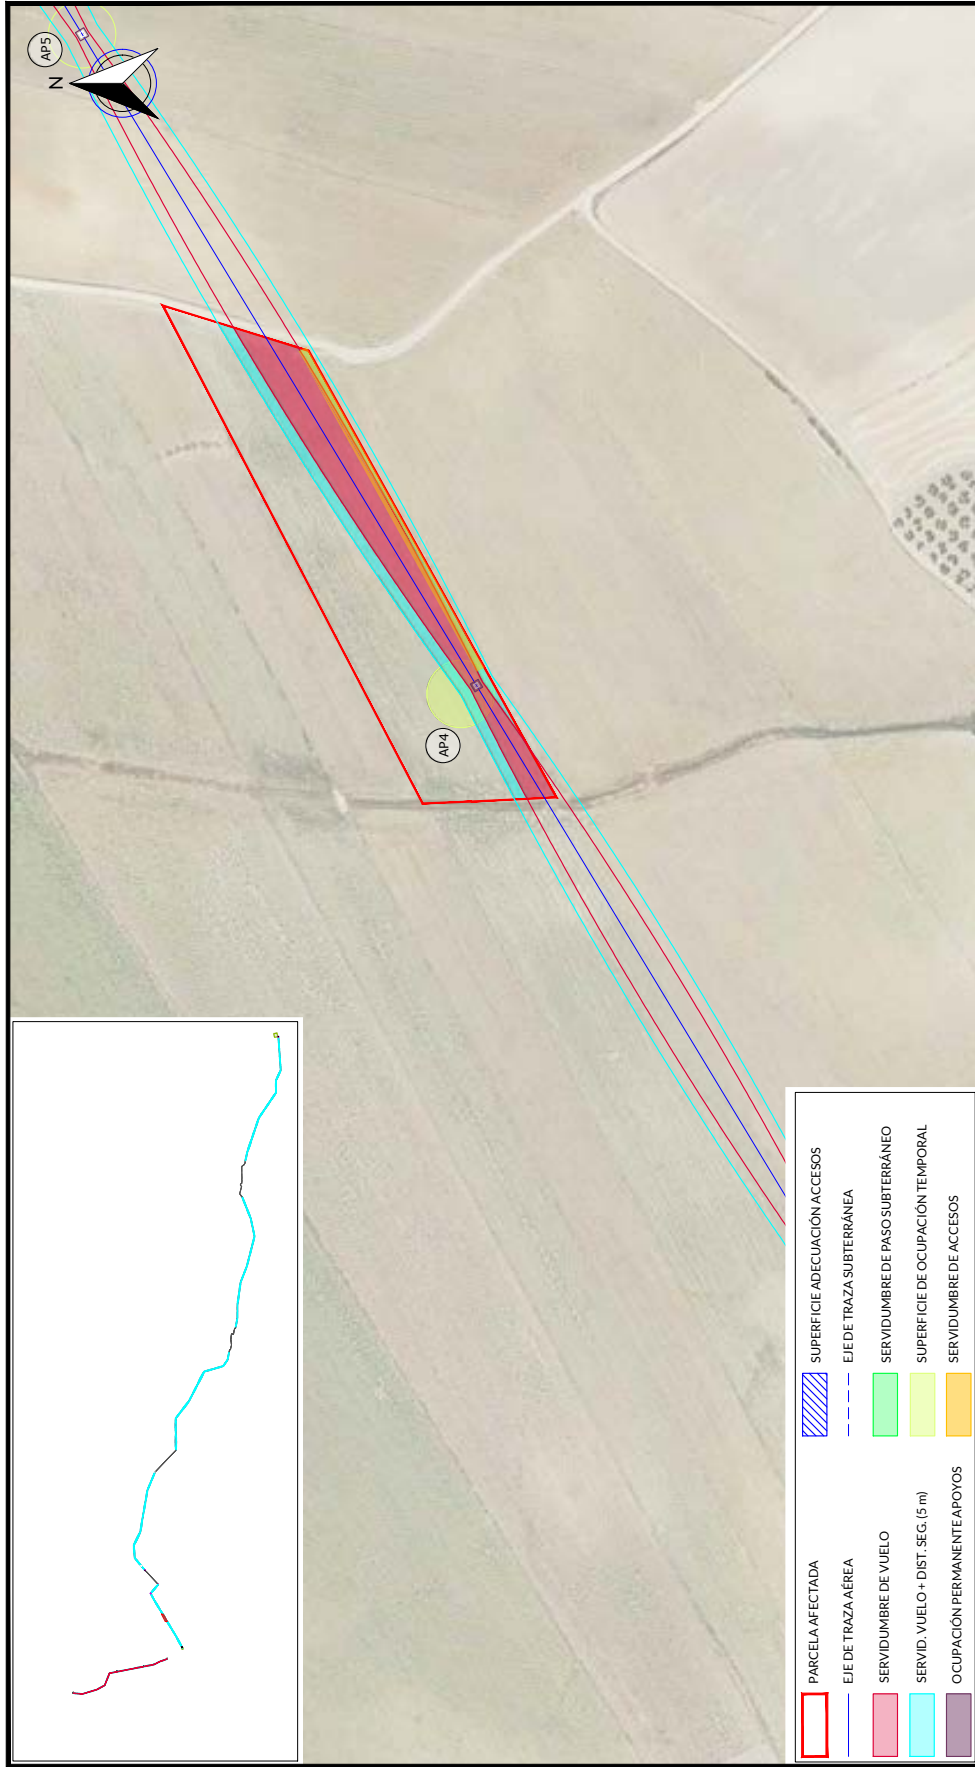 AP5
N
AP4
PARCELA AFECTADA
EJE DE TRAZA AÉREA
SERVIDUMBRE DE VUELO
SERVID. VUELO + DIST. SEG. (5 m)
OCUPACIÓN PERMANENTE APOYOS
SUPERFICIE ADECUACIÓN ACCESOS
EJE DE TRAZA SUBTERRÁNEA
SERVIDUMBRE DE PASO SUBTERRÁNEO
SUPERFICIE DE OCUPACIÓN TEMPORAL
SERVIDUMBRE DE ACCESOS